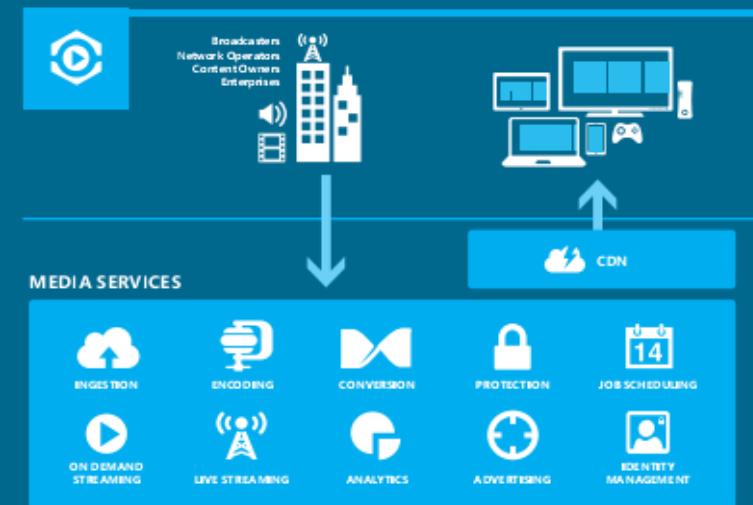 Broadcasters
Network Operators
Content Owners
Enterprises
CDN
MEDIA SERVICES
INGESTION
ENCODING
CONVERSION
PROTECTION
14
JOB SCHEDULING
ON DEMAND
STREAMING
LIVE STREAMING
ANALYTICS
ADVERTISING
IDENTITY
MANAGEMENT